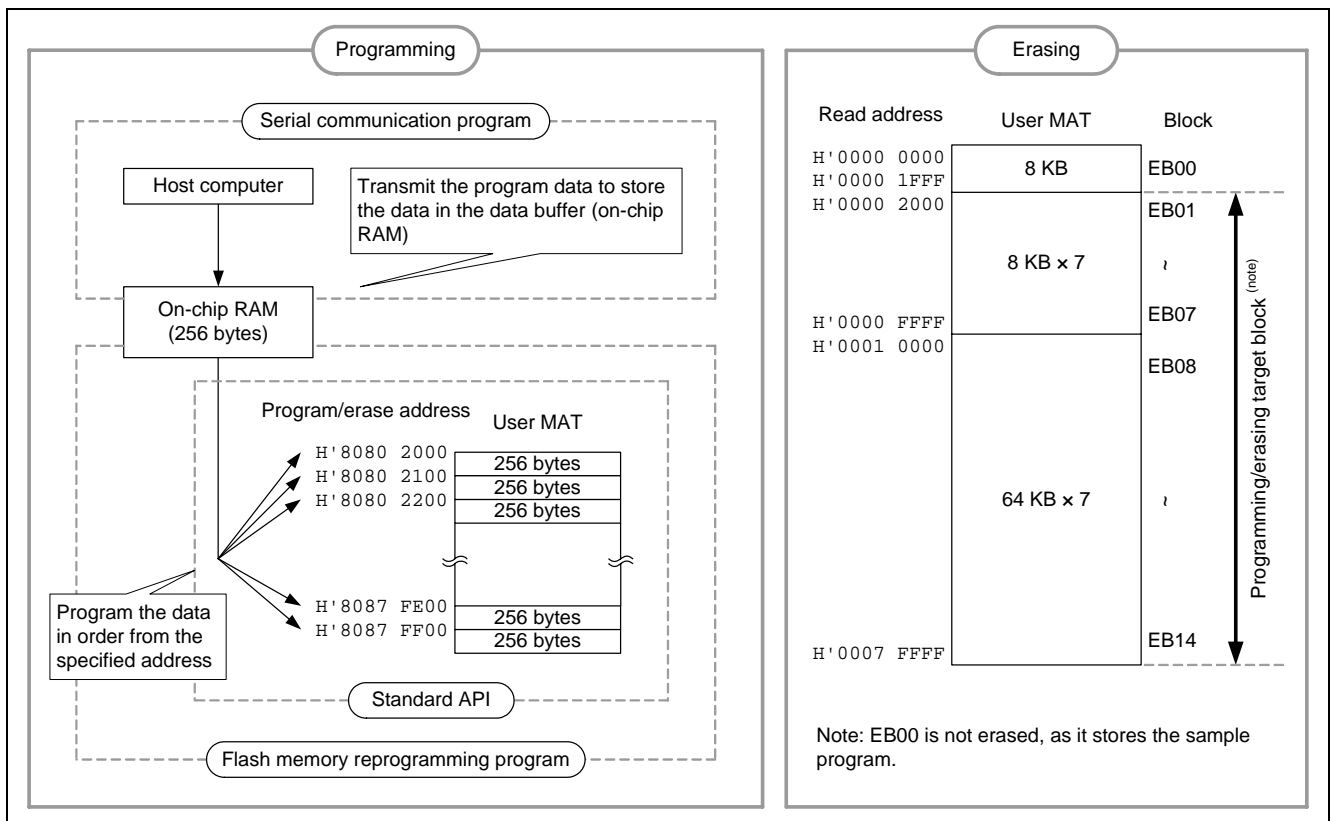 Programming
Serial communication program
Host computer
Transmit the program data to store
the data in the data buffer (on-chip
RAM)
On-chip RAM
(256 bytes)
Program/erase address
User MAT
H'8080 2000
256 bytes
H'8080 2100
256 bytes
H'8080 2200
256 bytes
Program the data
in order from the
specified address
H'8087 FE00
256 bytes
H'8087 FF00
256 bytes
Standard API
Flash memory reprogramming program
Erasing
Read address
User MAT
Block
H'0000 0000
8 KB
EB00
H'0000 1FFF
H'0000 2000
EB01
8 KB × 7
~
EB07
H'0000 FFFF
H'0001 0000
EB08
64 KB × 7
~
EB14
H'0007 FFFF
Programming/erasing target block (note)
Note: EB00 is not erased, as it stores the sample
program.